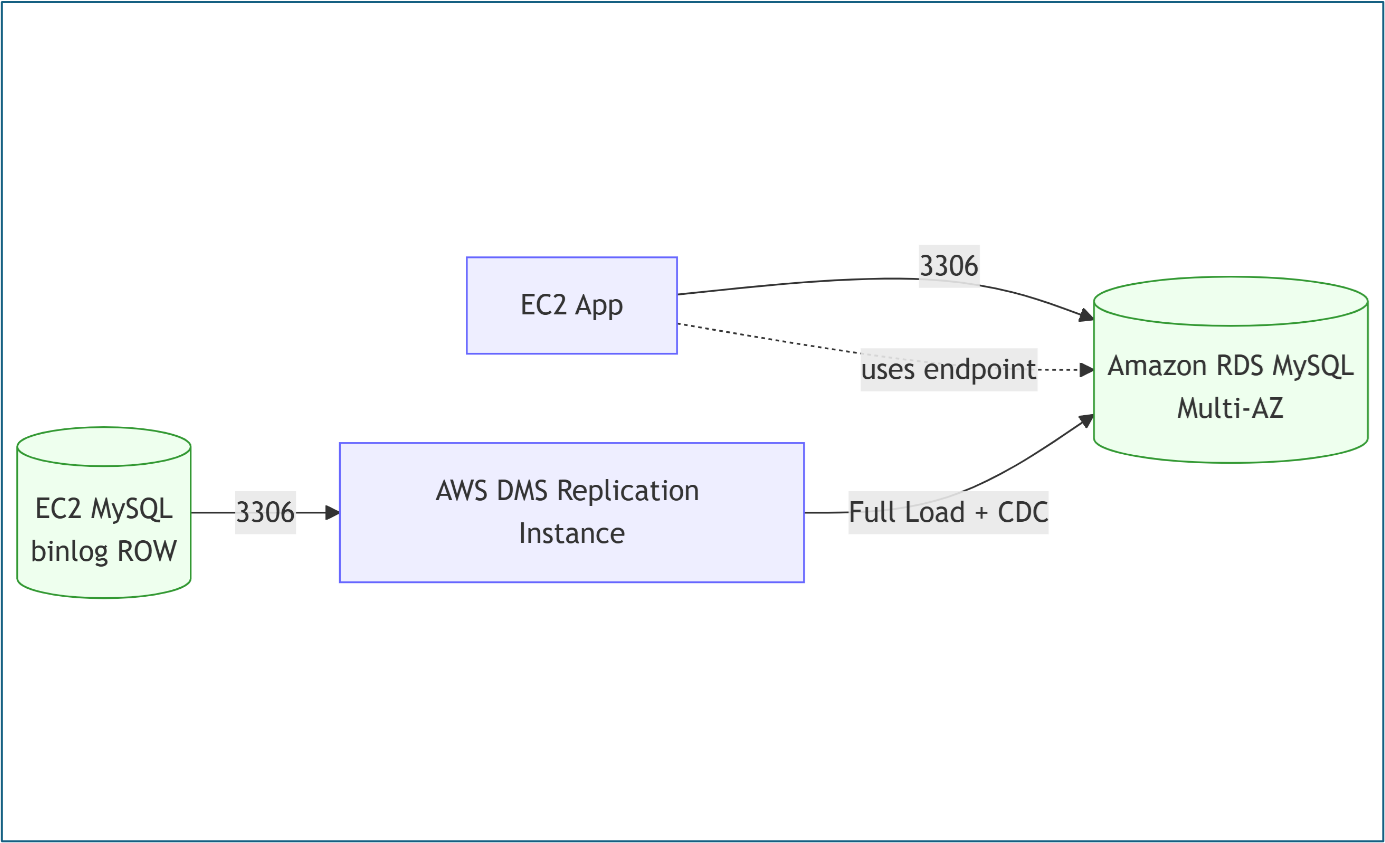 3306
EC2 App
uses endpoint
Amazon RDS MySQL
Multi-AZ
EC2 MySQL
binlog ROW
3306
AWS DMS Replication
Instance
Full Load + CDC